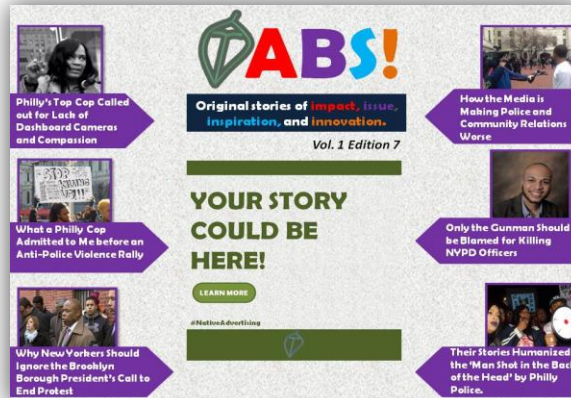 TABS!
Original stories of impact, issue,
inspiration, and innovation.
Vol. 1 Edition 7
Philly's Top Cop Called
out for Lack of
Dashboard Cameras
and Compassion
STOP
KILLING
US!!!
What a Philly Cop
Admitted to Me before an
Anti-Police Violence Rally
Why New Yorkers Should
Ignore the Brooklyn
Borough President's Call to
End Protest
YOUR STORY
COULD BE
HERE!
LEARN MORE
#NativeAdvertising
How the Media is
Making Police and
Community Relations
Worse
Only the Gunman Should
be Blamed for Killing
NYPD Officers
Their Stories Humanized
the 'Man Shot in the Back
of the Head' by Philly
Police.